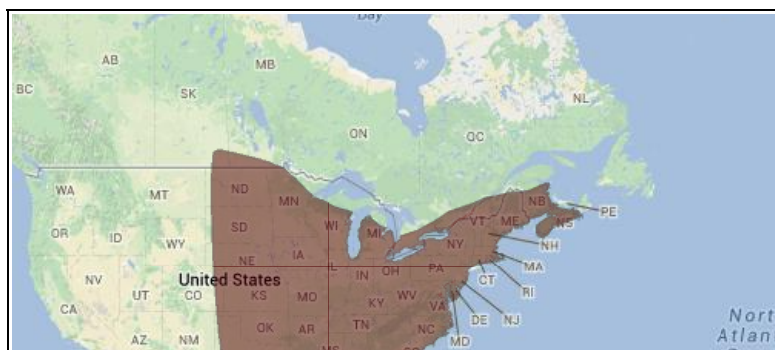 Bay
AB
MB
BC
SK
NL
ON
QC
WA
MT
ND
MN
NB
PE
OR
ID
SD
WI
MI
VT
ME
NS
WY
NY
NH
NE
IA
IL
IN
OH
PA
MA
United States
NV
UT
CO
KS
MO
KY
WV
CT
RI
CA
VA
DE
NJ
AZ
NM
OK
AR
TN
NC
MD
North
Atlan
MS